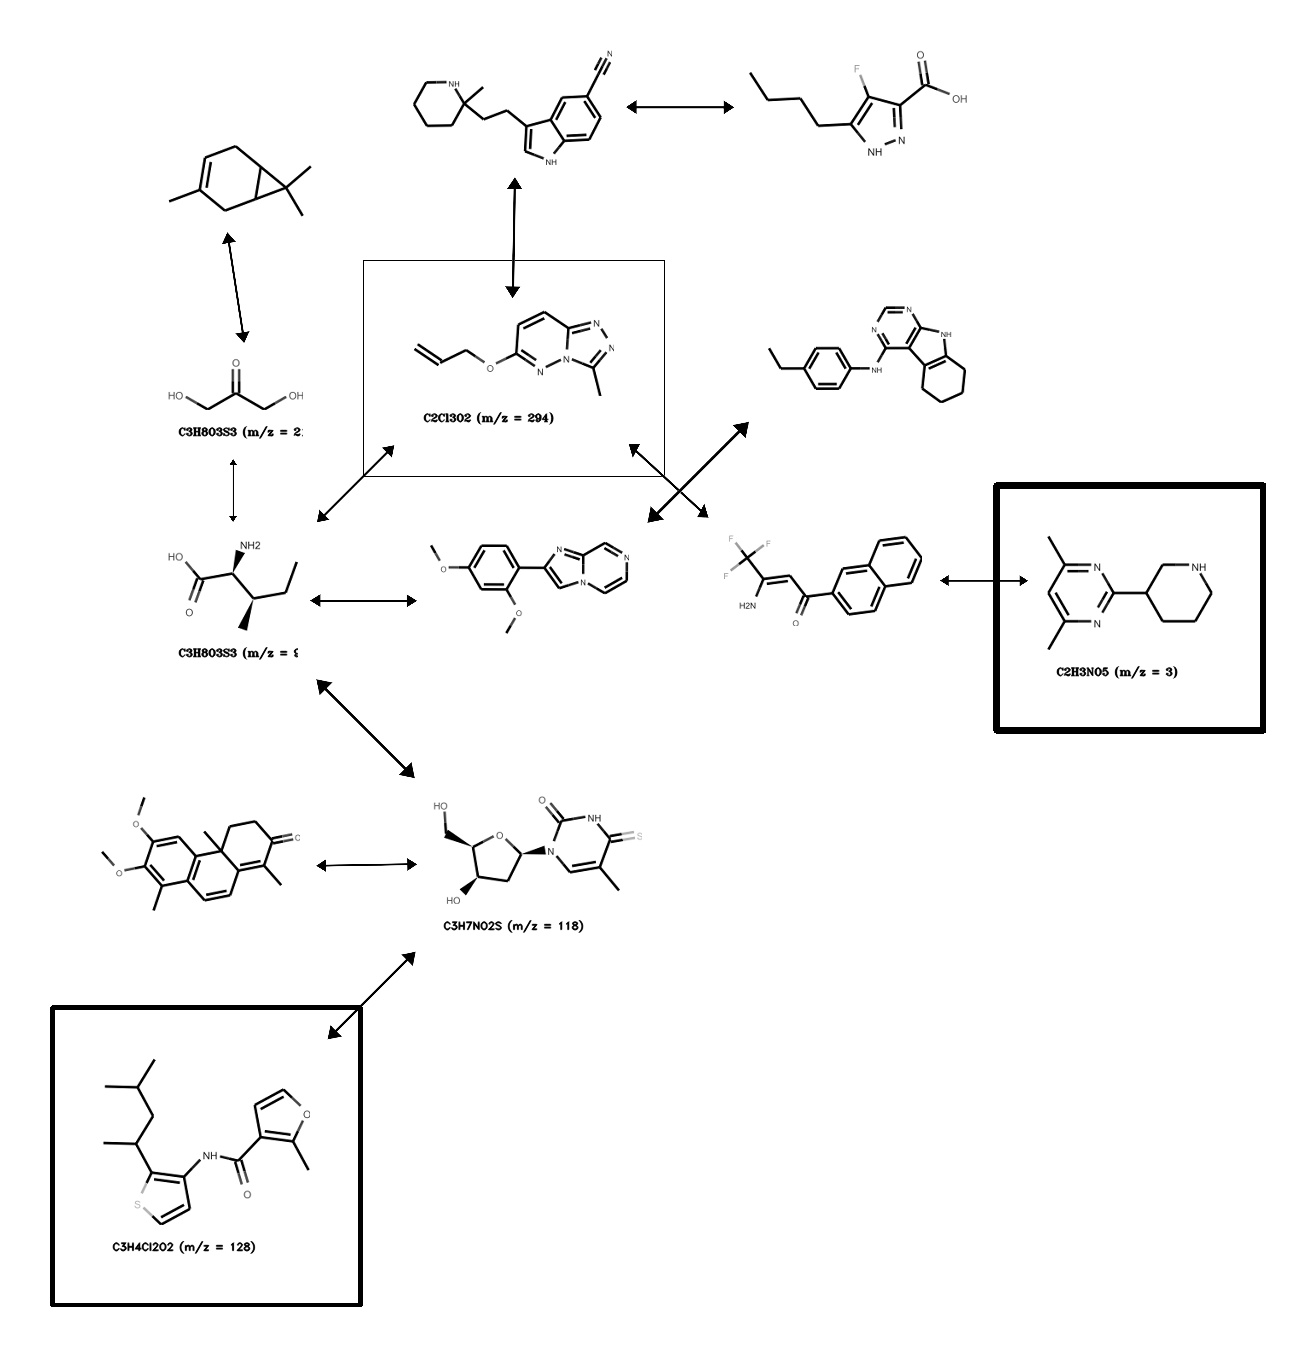 N
NH
NH
F
O
OH
NH
N
O
HO
OH
C3H8O3S3 (m/z = 2
N
N
N
N
O
C2Cl3O2 (m/z = 294)
N
N
NH
NH
HO
NH2
O
C3H8O3S3 (m/z =
O
N
N
N
O
F
F
F
H2N
O
N
NH
N
C2H3NO5 (m/z = 3)
O
O
O
HO
O
NH
O
S
N
HO
C3H7NO2S (m/z = 118)
O
NH
O
S
C3H4Cl2O2 (m/z = 128)